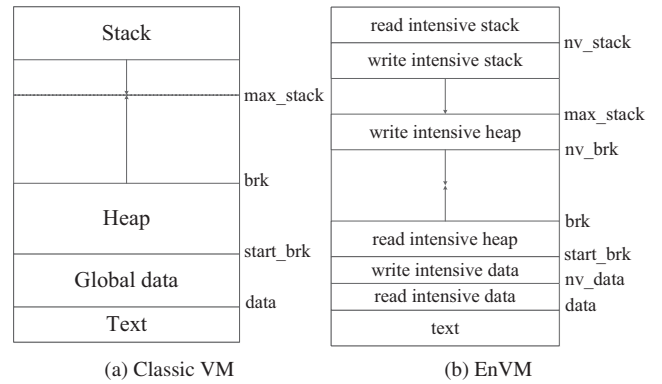 Stack
max_stack
brk
Heap
start_brk
Global data
data
Text
(a) Classic VM
read intensive stack
nv_stack
write intensive stack
max_stack
write intensive heap
nv_brk
brk
read intensive heap
start_brk
write intensive data
nv_data
read intensive data
data
text
(b) EnVM